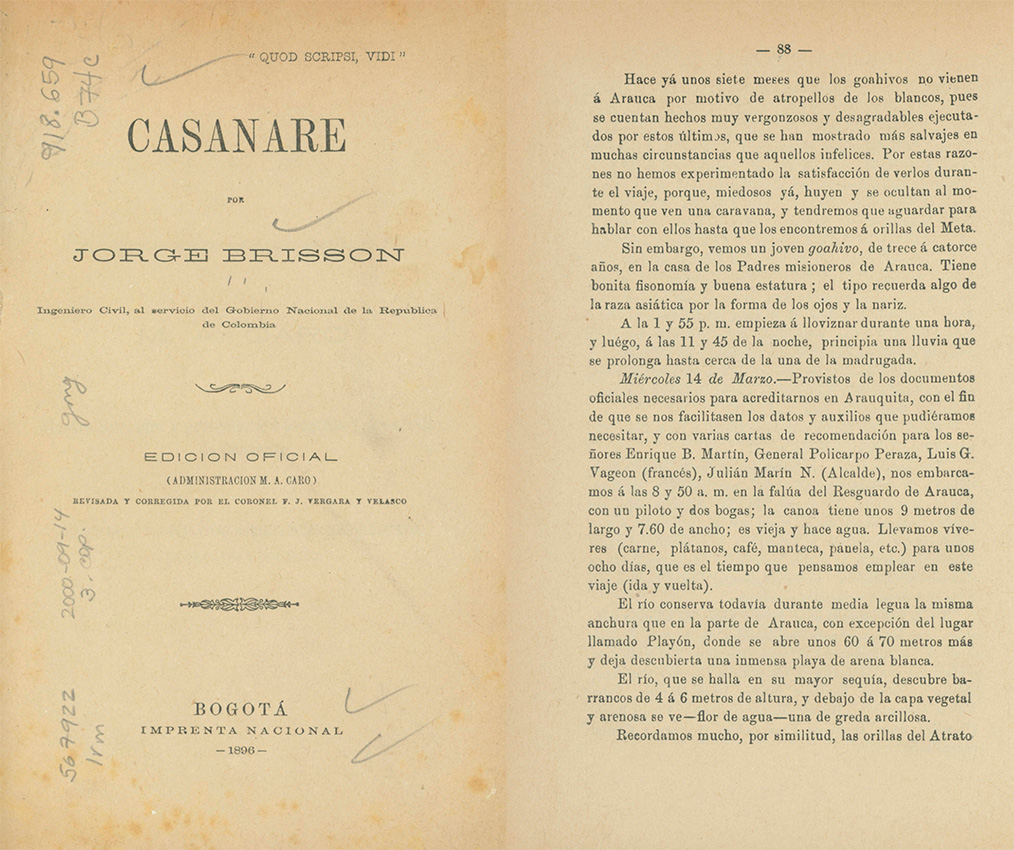 918.659
B74c
" QUOD SCRIPSI, VIDI "
CASANARE
POR
JORGE BRISSON
Ingeniero Civil, al servicio del Gobierno Nacional de la Republica
de Colombia
EDICION OFICIAL
(ADMINISTRACION M. A. CARO)
REVISADA Y CORREGIDA POR EL CORONEL F. J. VERGARA Y VELASCO
2000-09-14
3. cop.
567922
BOGOTÁ
IMPRENTA NACIONAL
—1896—
— 88 —
Hace yá unos siete meses que los goahivos no vienen
á Arauca por motivo de atropellos de los blancos, pues
se cuentan hechos muy vergonzosos y desagradables ejecuta-
dos por estos últimos, que se han mostrado más salvajes en
muchas circunstancias que aquellos infelices. Por estas razo-
nes no hemos experimentado la satisfacción de verlos duran-
te el viaje, porque, miedosos yá, huyen y se ocultan al mo-
mento que ven una caravana, y tendremos que aguardar para
hablar con ellos hasta que los encontremos á orillas del Meta.
Sin embargo, vemos un joven goahivo, de trece á catorce
años, en la casa de los Padres misioneros de Arauca. Tiene
bonita fisonomía y buena estatura ; el tipo recuerda algo de
la raza asiática por la forma de los ojos y la nariz.
A la 1 y 55 p. m. empieza á lloviznar durante una hora,
y luégo, á las 11 y 45 de la noche, principia una lluvia que
se prolonga hasta cerca de la una de la madrugada.
Miércoles 14 de Marzo.—Provistos de los documentos
oficiales necesarios para acreditarnos en Arauquita, con el fin
de que se nos facilitasen los datos y auxilios que pudiéramos
necesitar, y con varias cartas de recomendación para los se-
ñores Enrique B. Martín, General Policarpo Peraza, Luis G.
Vageon (francés), Julián Marín N. (Alcalde), nos embarca-
mos á las 8 y 50 a. m. en la falúa del Resguardo de Arauca,
con un piloto y dos bogas; la canoa tiene unos 9 metros de
largo y 7.60 de ancho; es vieja y hace agua. Llevamos víve-
res (carne, plátanos, café, manteca, panela, etc.) para unos
ocho días, que es el tiempo que pensamos emplear en este
viaje (ida y vuelta).
El río conserva todavía durante media legua la misma
anchura que en la parte de Arauca, con excepción del lugar
llamado Playón, donde se abre unos 60 á 70 metros más
y deja descubierta una inmensa playa de arena blanca.
El río, que se halla en su mayor sequía, descubre ba-
rrancos de 4 á 6 metros de altura, y debajo de la capa vegetal
y arenosa se ve—flor de agua—una de greda arcillosa.
Recordamos mucho, por similitud, las orillas del Atrato